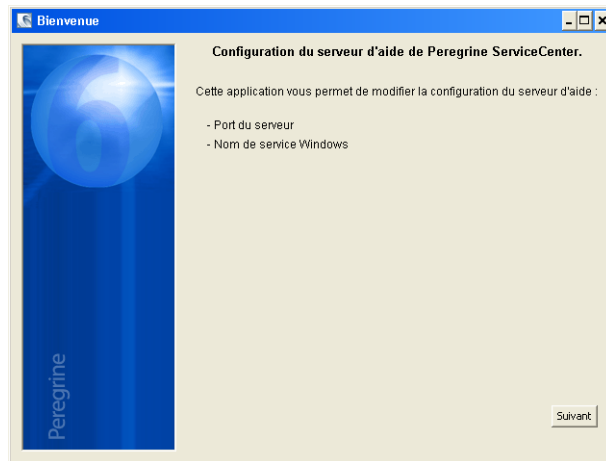 Bienvenue
Configuration du serveur d'aide de Peregrine ServiceCenter.
Cette application vous permet de modifier la configuration du serveur d'aide :
- Port du serveur
- Nom de service Windows
Peregrine
Suivant